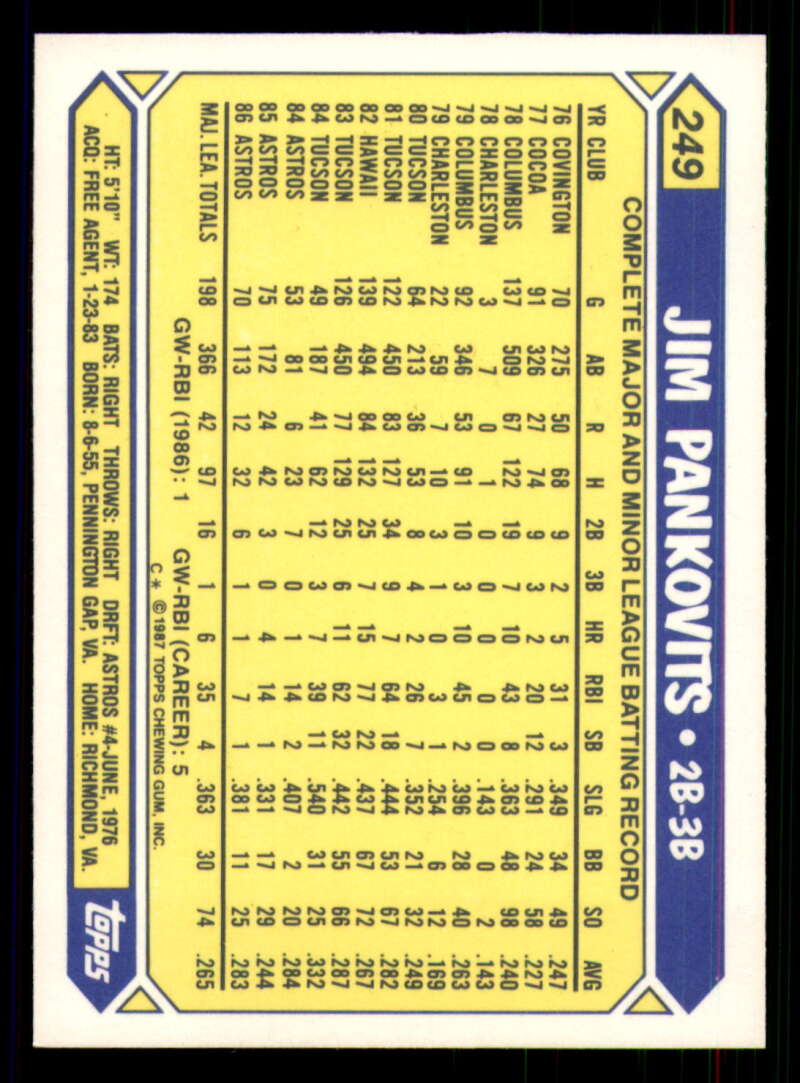 249 JIM PANKOVITS • 2B-3B
COMPLETE MAJOR AND MINOR LEAGUE BATTING RECORD
YR CLUB G AB R H 2B 3B HR RBI SB SLG BB SO AVG
76 COVINGTON 70 275 50 68 9 2 5 31 3 .349 34 49 .247
77 COCOA 91 326 27 74 9 3 2 20 12 .291 24 58 .227
78 COLUMBUS 137 509 67 122 19 7 10 43 8 .363 48 98 .240
78 CHARLESTON 3 7 0 1 0 0 0 0 0 .143 0 2 .143
79 COLUMBUS 92 346 53 91 10 3 10 45 2 .396 28 40 .263
79 CHARLESTON 22 59 7 10 3 1 0 3 1 .254 6 12 .169
80 TUCSON 64 213 36 53 8 4 2 26 7 .352 21 32 .249
81 TUCSON 122 450 83 127 34 9 7 64 18 .444 53 67 .282
82 HAWAII 139 494 84 132 25 7 15 77 22 .437 67 72 .267
83 TUCSON 126 450 77 129 25 6 11 62 32 .442 55 66 .287
84 TUCSON 49 187 41 62 12 3 7 39 11 .540 31 25 .332
84 ASTROS 53 81 6 23 7 0 1 14 2 .407 2 20 .284
85 ASTROS 75 172 24 42 3 0 4 14 1 .331 17 29 .244
86 ASTROS 70 113 12 32 6 1 1 7 1 .381 11 25 .283
MAJ. LEA. TOTALS 198 366 42 97 16 1 6 35 4 .363 30 74 .265
GW-RBI (1986): 1 GW-RBI (CAREER): 5
C* ©1987 TOPPS CHEWING GUM, INC.
HT: 5'10" WT: 174 BATS: RIGHT THROWS: RIGHT DRFT: ASTROS #4-JUNE, 1976
ACQ: FREE AGENT, 1-23-83 BORN: 8-6-55, PENNINGTON GAP, VA. HOME: RICHMOND, VA.
topps